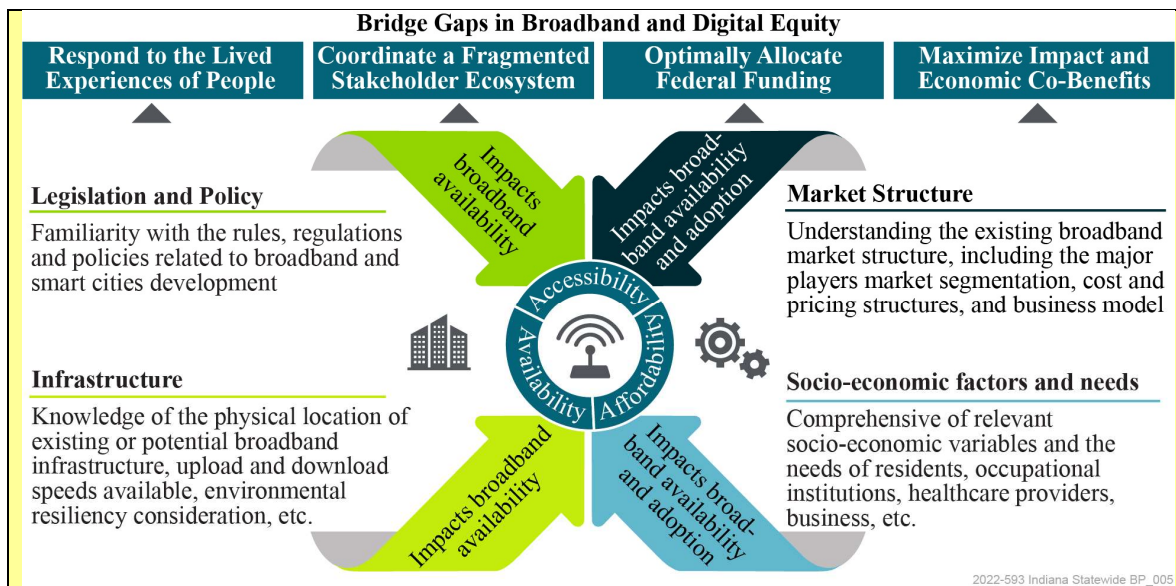 Bridge Gaps in Broadband and Digital Equity
Respond to the Lived
Experiences of People
Coordinate a Fragmented
Stakeholder Ecosystem
Optimally Allocate
Federal Funding
Maximize Impact and
Economic Co-Benefits
Impacts
broadband
availability
Impacts broad-
band availability
and adoption
Legislation and Policy
Familiarity with the rules, regulations
and policies related to broadband and
smart cities development
Market Structure
Understanding the existing broadband
market structure, including the major
players market segmentation, cost and
pricing structures, and business model
Accessibility
Availability
Affordability
Infrastructure
Knowledge of the physical location of
existing or potential broadband
infrastructure, upload and download
speeds available, environmental
resiliency consideration, etc.
Socio-economic factors and needs
Comprehensive of relevant
socio-economic variables and the
needs of residents, occupational
institutions, healthcare providers,
business, etc.
Impacts broadband
availability
Impacts broad-
band availability
and adoption
2022-593 Indiana Statewide BP_005